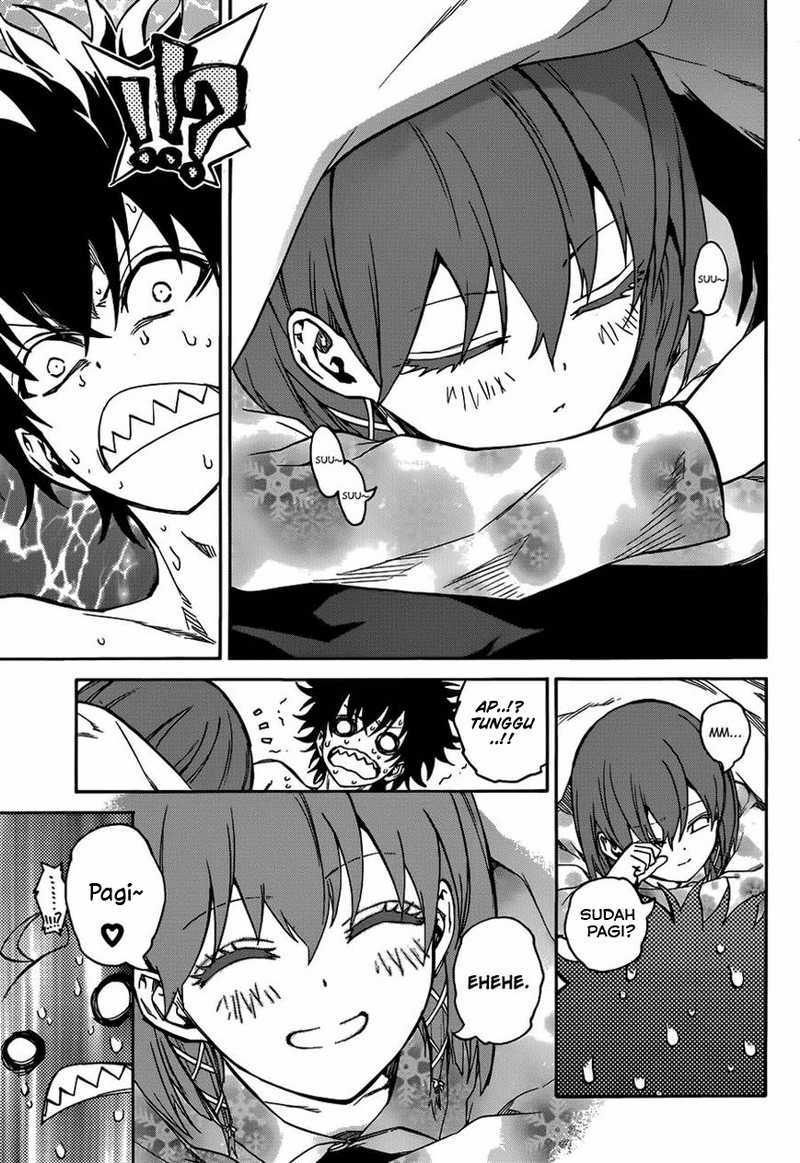 !!?
SUU~
SUU~
SUU~
MM...
SUDAH
PAGI?
AP..!?
TUNGGU
..!!
EHEHE.
Pagi~
♥
!!?